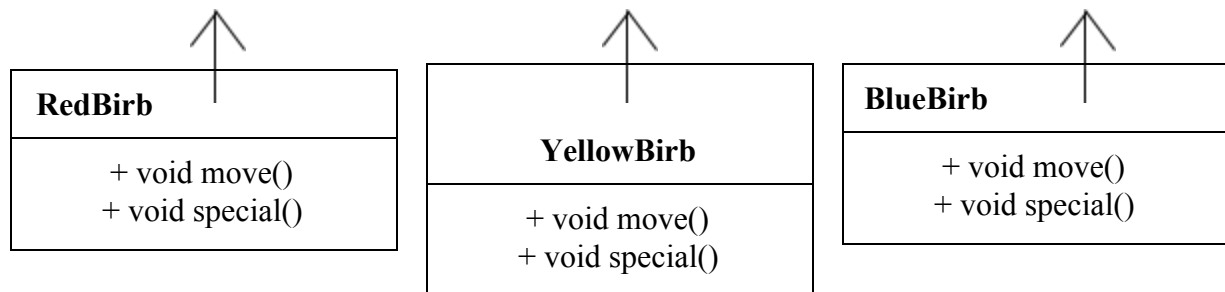 RedBirb
+ void move()
+ void special()
YellowBirb
+ void move()
+ void special()
BlueBirb
+ void move()
+ void special()